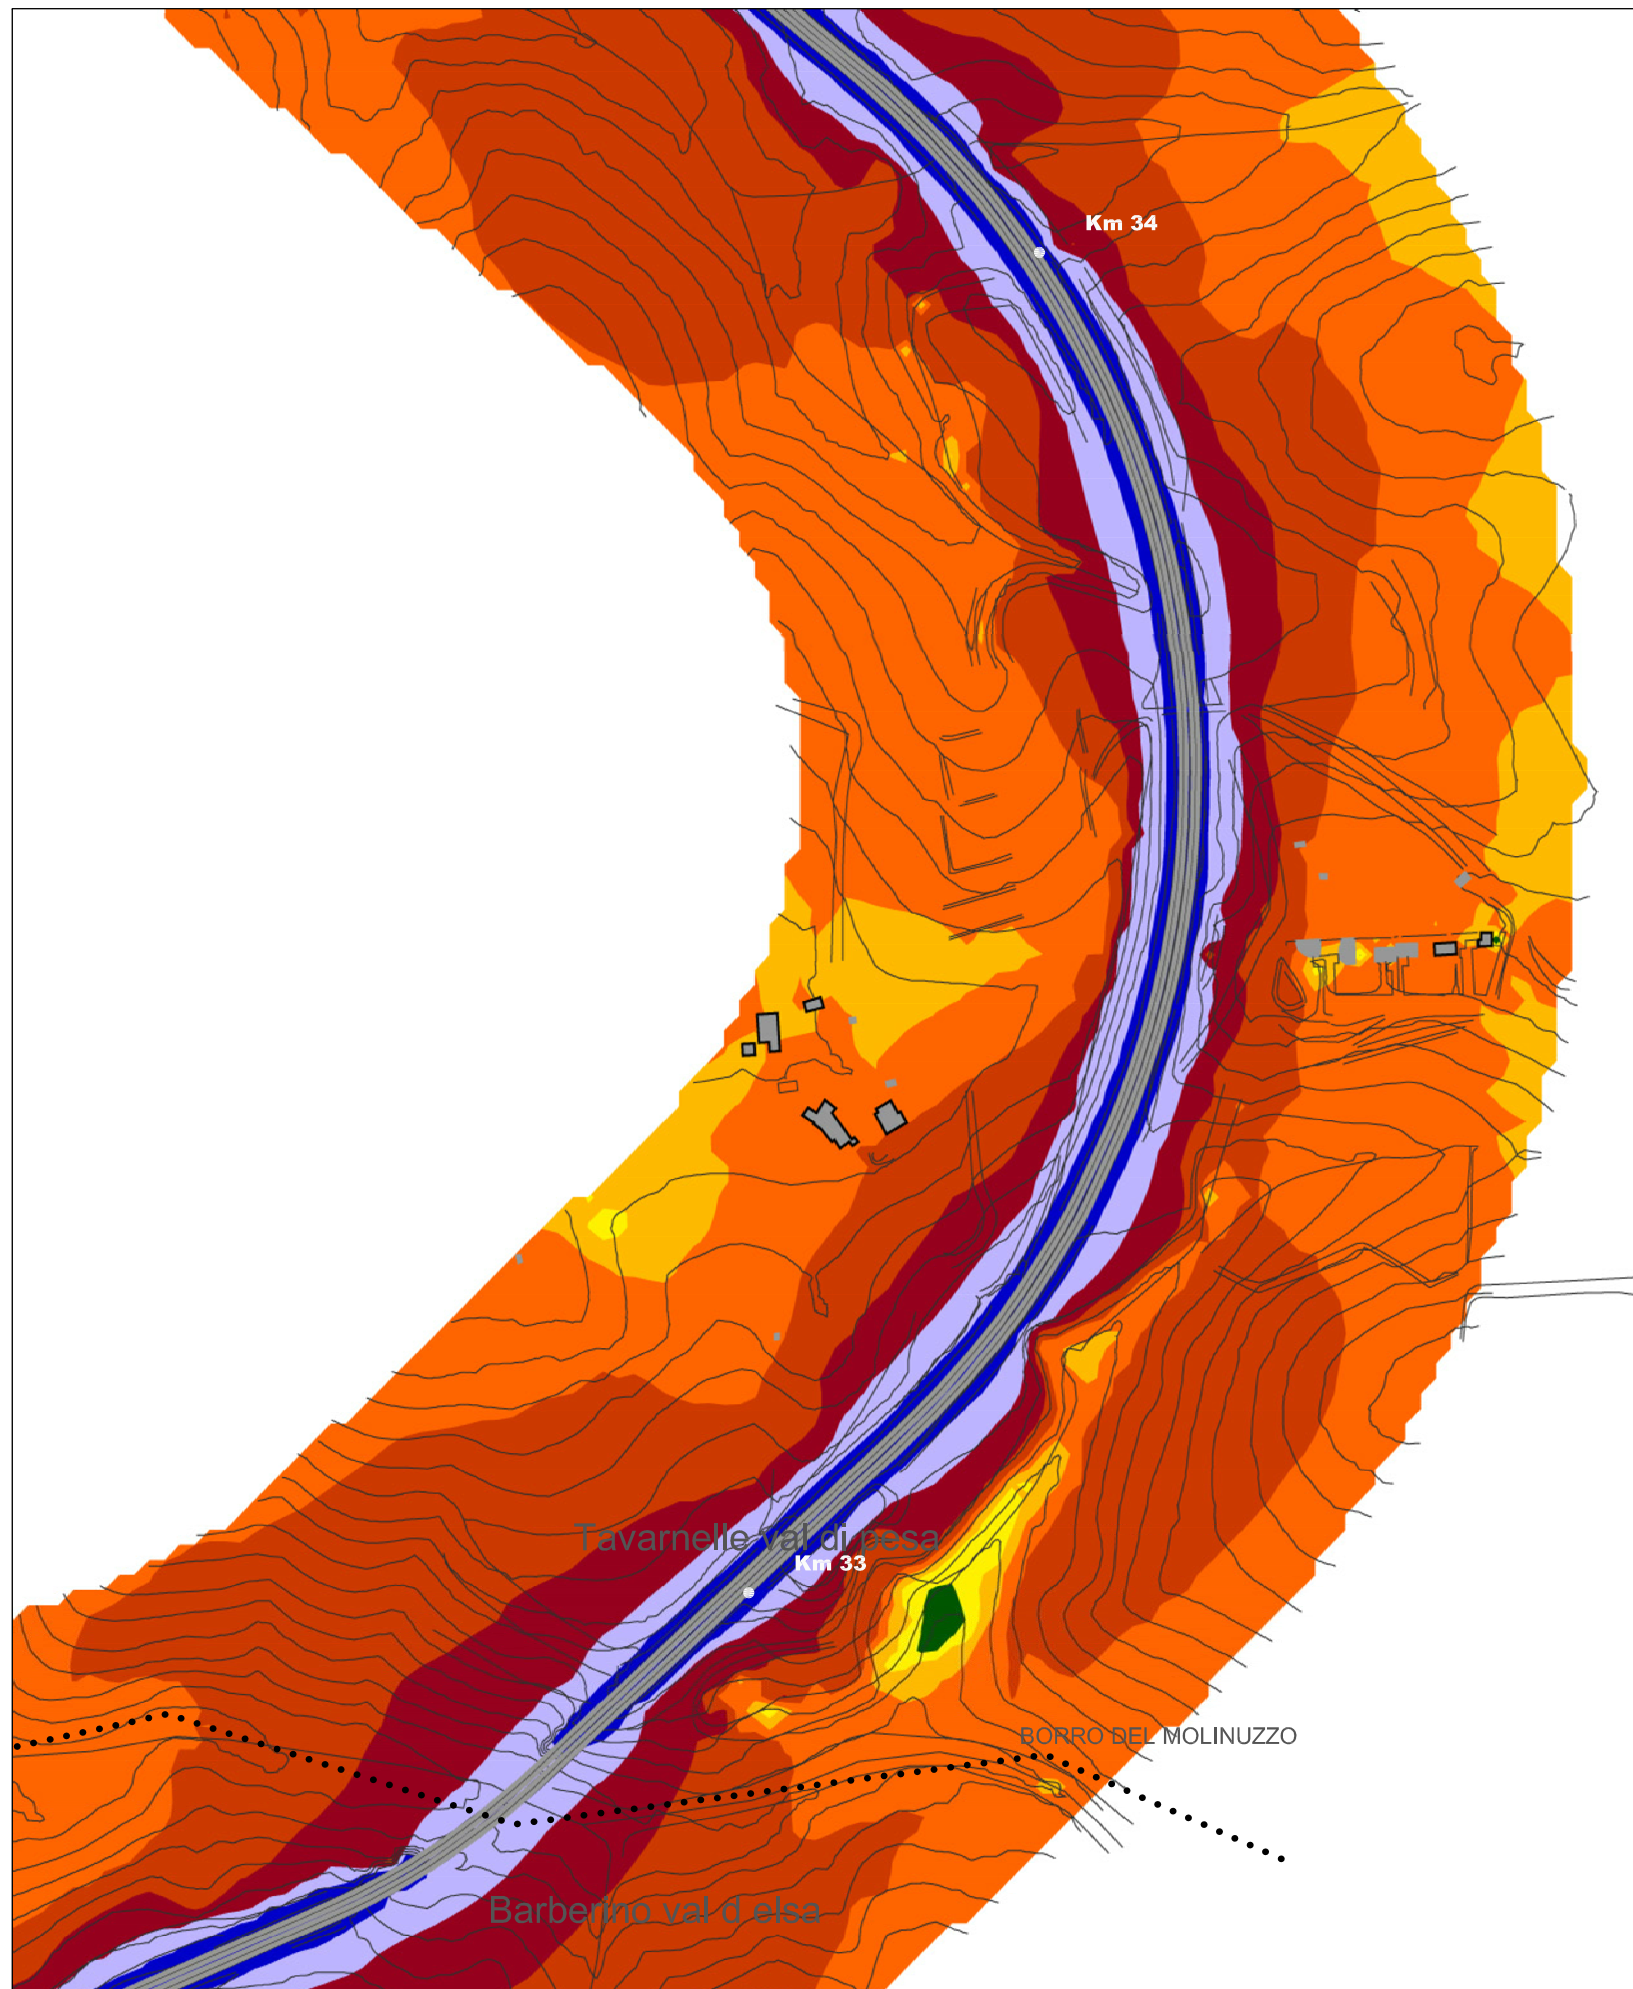 Km 34
Tavarnelle val di pesa
Km 33
BORRO DEL MOLINUZZO
Barberino val d elsa